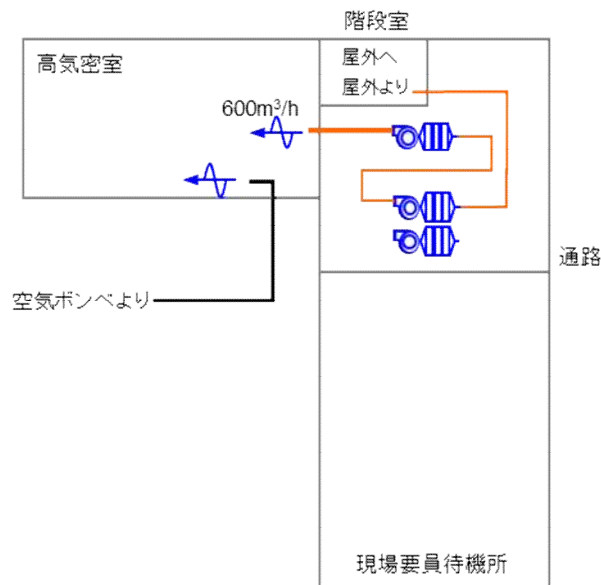 階段室
高気密室
屋外へ
屋外より
600m³/h
通路
空気ボンベより
現場要員待機所